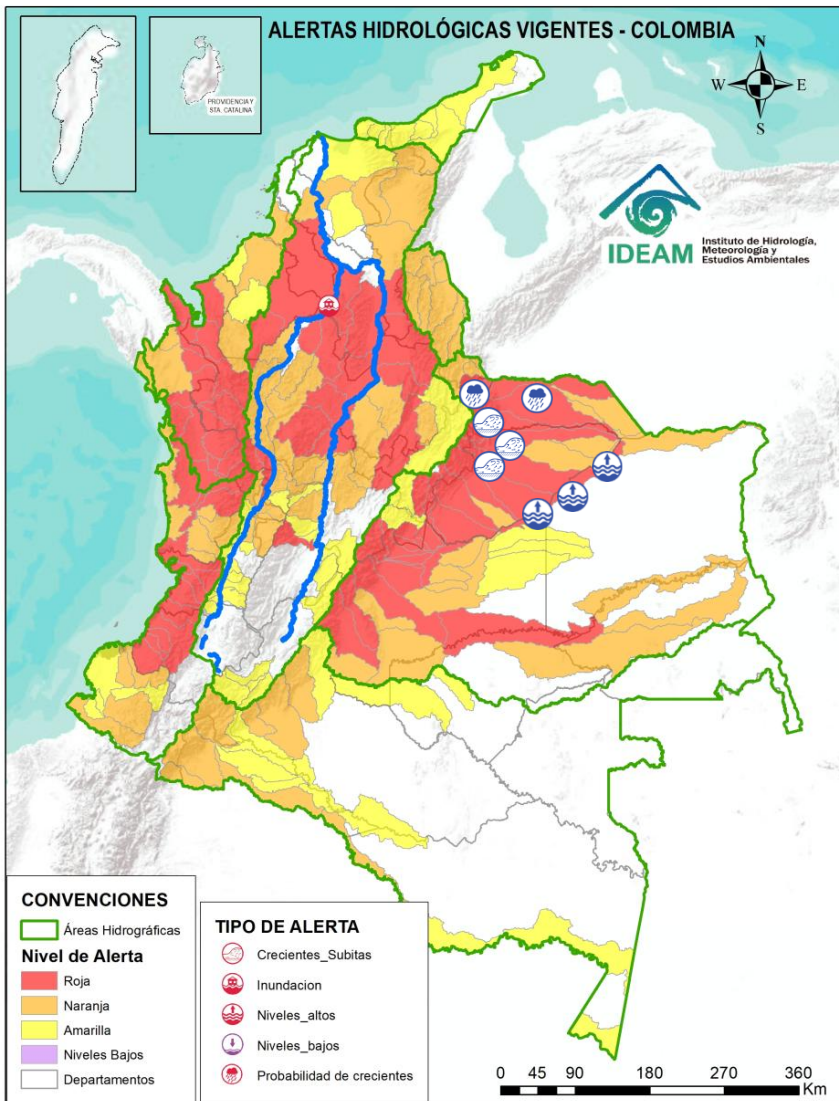 ALERTAS HIDROLÓGICAS VIGENTES - COLOMBIA
PROVIDENCIA Y
STA. CATALINA
N
W
E
S
IDEAM
Instituto de Hidrología,
Meteorología y
Estudios Ambientales
CONVENCIONES
Áreas Hidrográficas
Nivel de Alerta
Roja
Naranja
Amarilla
Niveles Bajos
Departamentos
TIPO DE ALERTA
Crecientes_Subitas
Inundacion
Niveles_altos
Niveles_bajos
Probabilidad de crecientes
0 45 90 180 270 360
Km